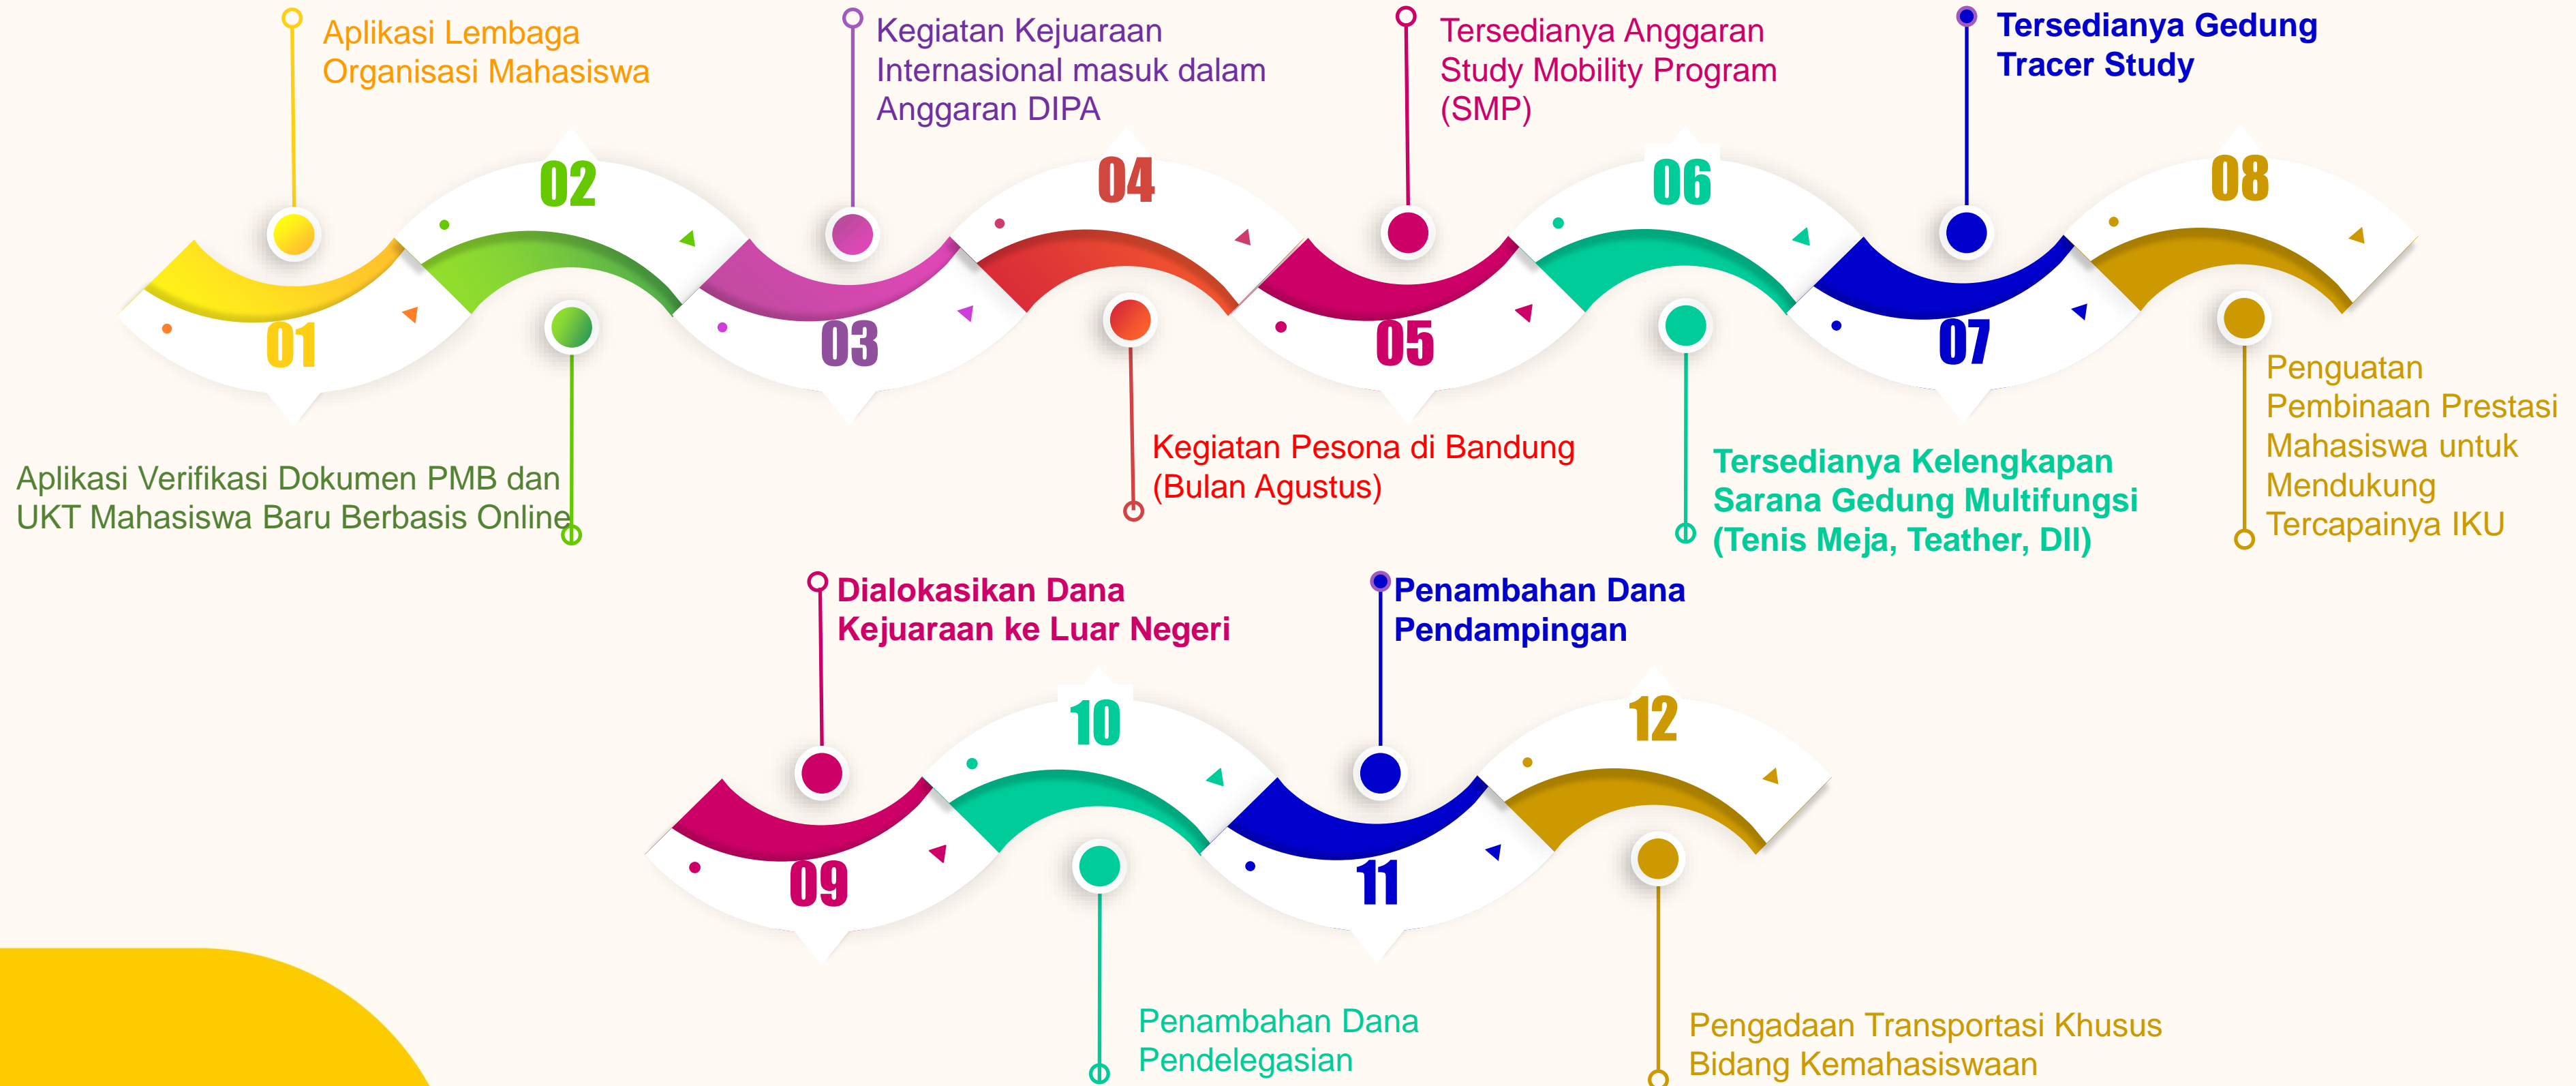 01
Aplikasi Lembaga
Organisasi Mahasiswa
02
Aplikasi Verifikasi Dokumen PMB dan
UKT Mahasiswa Baru Berbasis Online
03
Kegiatan Kejuaraan
Internasional masuk dalam
Anggaran DIPA
04
Kegiatan Pesona di Bandung
(Bulan Agustus)
05
Tersedianya Anggaran
Study Mobility Program
(SMP)
06
Tersedianya Kelengkapan
Sarana Gedung Multifungsi
(Tenis Meja, Teather, Dll)
07
Tersedianya Gedung
Tracer Study
08
Penguatan
Pembinaan Prestasi
Mahasiswa untuk
Mendukung
Tercapainya IKU
09
Dialokasikan Dana
Kejuaraan ke Luar Negeri
10
Penambahan Dana
Pendelegasian
11
Penambahan Dana
Pendampingan
12
Pengadaan Transportasi Khusus
Bidang Kemahasiswaan